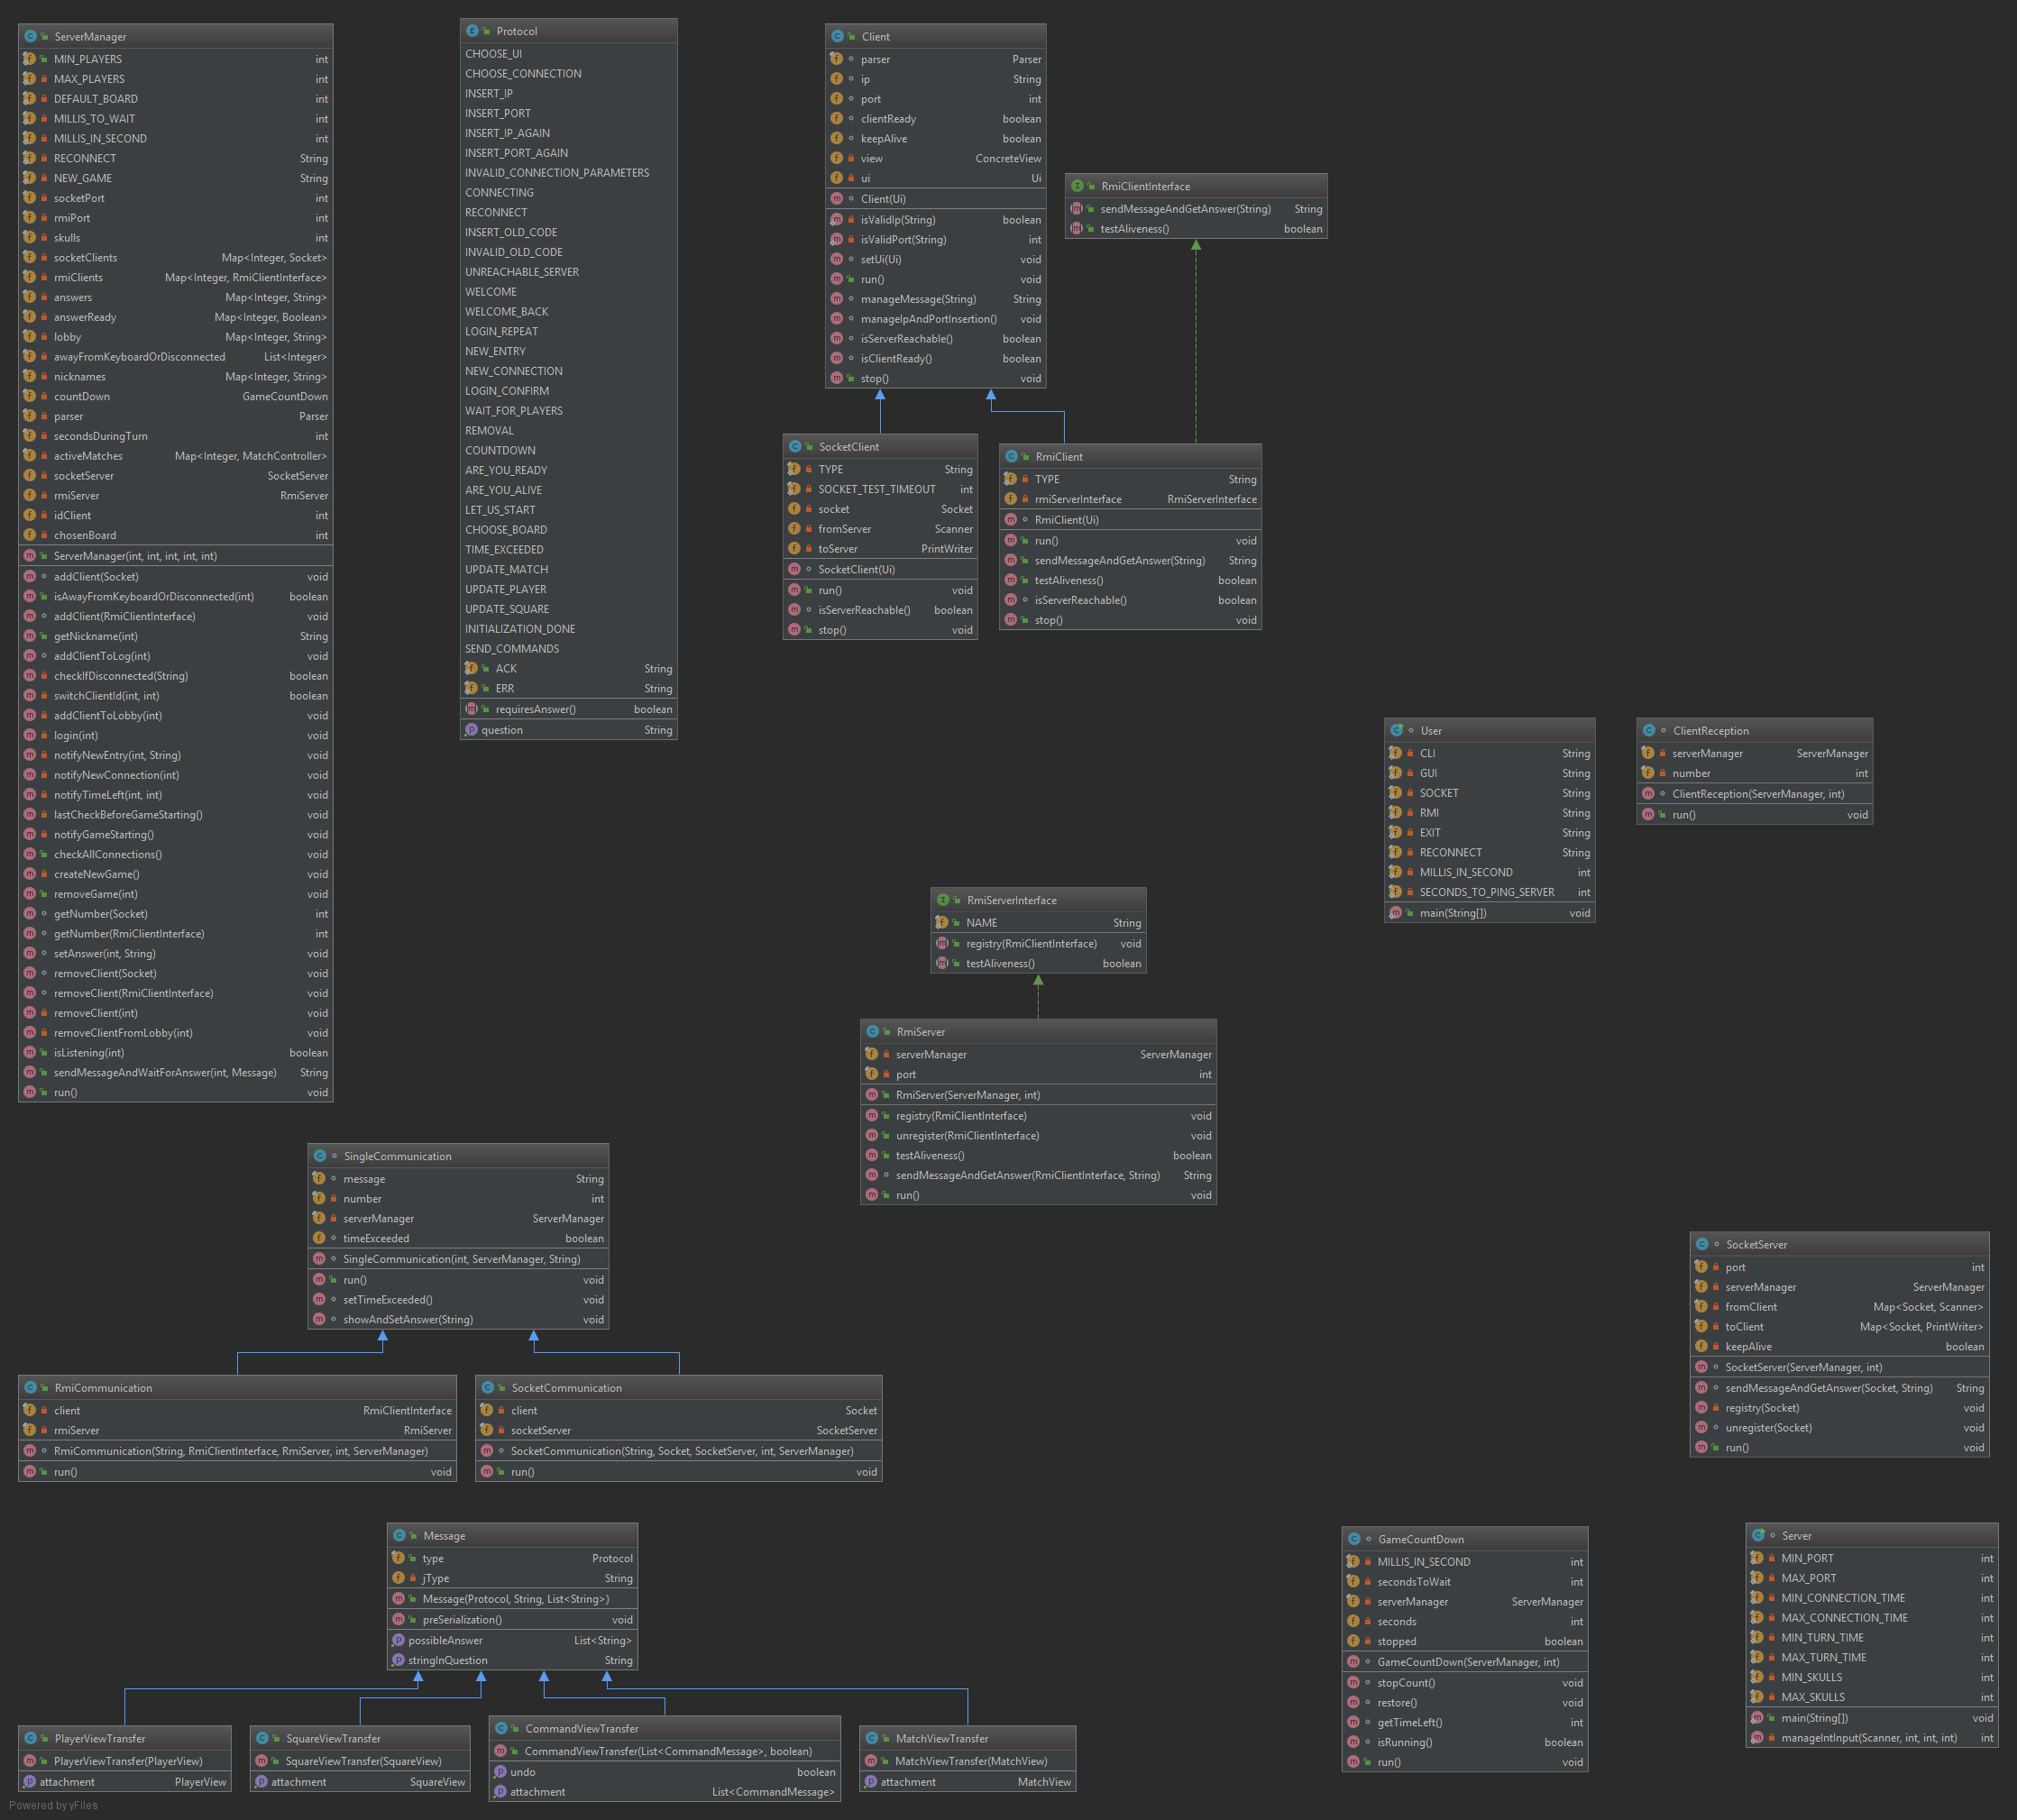 ServerManager
MIN_PLAYERS int
MAX_PLAYERS int
DEFAULT_BOARD int
MILLIS_TO_WAIT int
MILLIS_IN_SECOND int
RECONNECT String
NEW_GAME String
socketPort int
rmiPort int
skulls int
socketClients Map<Integer, Socket>
rmiClients Map<Integer, RmiClientInterface>
answers Map<Integer, String>
answerReady Map<Integer, Boolean>
lobby Map<Integer, String>
awayFromKeyboardOrDisconnected List<Integer>
nicknames Map<Integer, String>
countDown GameCountDown
parser Parser
secondsDuringTurn int
activeMatches Map<Integer, MatchController>
socketServer SocketServer
rmiServer RmiServer
idClient int
chosenBoard int
ServerManager(int, int, int, int, int)
addClient(Socket) void
isAwayFromKeyboardOrDisconnected(int) boolean
addClient(RmiClientInterface) void
getNickname(int) String
addClientToLog(int) void
checkIfDisconnected(String) boolean
switchClientId(int, int) boolean
addClientToLobby(int) void
login(int) void
notifyNewEntry(int, String) void
notifyNewConnection(int) void
notifyTimeLeft(int, int) void
lastCheckBeforeGameStarting() void
notifyGameStarting() void
checkAllConnections() void
createNewGame() void
removeGame(int) void
getNumber(Socket) int
getNumber(RmiClientInterface) int
setAnswer(int, String) void
removeClient(Socket) void
removeClient(RmiClientInterface) void
removeClient(int) void
removeClientFromLobby(int) void
isListening(int) boolean
sendMessageAndWaitForAnswer(int, Message) String
run() void
Protocol
CHOOSE_UI
CHOOSE_CONNECTION
INSERT_IP
INSERT_PORT
INSERT_IP_AGAIN
INSERT_PORT_AGAIN
INVALID_CONNECTION_PARAMETERS
CONNECTING
RECONNECT
INSERT_OLD_CODE
INVALID_OLD_CODE
UNREACHABLE_SERVER
WELCOME
WELCOME_BACK
LOGIN_REPEAT
NEW_ENTRY
NEW_CONNECTION
LOGIN_CONFIRM
WAIT_FOR_PLAYERS
REMOVAL
COUNTDOWN
ARE_YOU_READY
ARE_YOU_ALIVE
LET_US_START
CHOOSE_BOARD
TIME_EXCEEDED
UPDATE_MATCH
UPDATE_PLAYER
UPDATE_SQUARE
INITIALIZATION_DONE
SEND_COMMANDS
ACK String
ERR String
requiresAnswer() boolean
question String
Client
parser Parser
ip String
port int
clientReady boolean
keepAlive boolean
view ConcreteView
ui Ui
Client(Ui)
isValidIp(String) boolean
isValidPort(String) int
setUi(Ui) void
run() void
manageMessage(String) String
manageIpAndPortInsertion() void
isServerReachable() boolean
isClientReady() boolean
stop() void
RmiClientInterface
sendMessageAndGetAnswer(String) String
testAliveness() boolean
SocketClient
TYPE String
SOCKET_TEST_TIMEOUT int
socket Socket
fromServer Scanner
toServer PrintWriter
SocketClient(Ui)
run() void
isServerReachable() boolean
stop() void
RmiClient
TYPE String
rmiServerInterface RmiServerInterface
RmiClient(Ui)
run() void
sendMessageAndGetAnswer(String) String
testAliveness() boolean
isServerReachable() boolean
stop() void
User
CLI String
GUI String
SOCKET String
RMI String
EXIT String
RECONNECT String
MILLIS_IN_SECOND int
SECONDS_TO_PING_SERVER int
main(String[]) void
ClientReception
serverManager ServerManager
number int
ClientReception(ServerManager, int)
run() void
RmiServerInterface
NAME String
registry(RmiClientInterface) void
testAliveness() boolean
RmiServer
serverManager ServerManager
port int
RmiServer(ServerManager, int)
registry(RmiClientInterface) void
unregister(RmiClientInterface) void
testAliveness() boolean
sendMessageAndGetAnswer(RmiClientInterface, String) String
run() void
SingleCommunication
message String
number int
serverManager ServerManager
timeExceeded boolean
SingleCommunication(int, ServerManager, String)
run() void
setTimeExceeded() void
showAndSetAnswer(String) void
SocketServer
port int
serverManager ServerManager
fromClient Map<Socket, Scanner>
toClient Map<Socket, PrintWriter>
keepAlive boolean
SocketServer(ServerManager, int)
sendMessageAndGetAnswer(Socket, String) String
registry(Socket) void
unregister(Socket) void
run() void
RmiCommunication
client RmiClientInterface
rmiServer RmiServer
RmiCommunication(String, RmiClientInterface, RmiServer, int, ServerManager)
run() void
SocketCommunication
client Socket
socketServer SocketServer
SocketCommunication(String, Socket, SocketServer, int, ServerManager)
run() void
Message
type Protocol
jType String
Message(Protocol, String, List<String>)
preSerialization() void
possibleAnswer List<String>
stringInQuestion String
GameCountDown
MILLIS_IN_SECOND int
secondsToWait int
serverManager ServerManager
seconds int
stopped boolean
GameCountDown(ServerManager, int)
stopCount() void
restore() void
getTimeLeft() int
isRunning() boolean
run() void
Server
MIN_PORT int
MAX_PORT int
MIN_CONNECTION_TIME int
MAX_CONNECTION_TIME int
MIN_TURN_TIME int
MAX_TURN_TIME int
MIN_SKULLS int
MAX_SKULLS int
main(String[]) void
manageIntInput(Scanner, int, int, int) int
PlayerViewTransfer
PlayerViewTransfer(PlayerView)
attachment PlayerView
SquareViewTransfer
SquareViewTransfer(SquareView)
attachment SquareView
CommandViewTransfer
CommandViewTransfer(List<CommandMessage>, boolean)
undo boolean
attachment List<CommandMessage>
MatchViewTransfer
MatchViewTransfer(MatchView)
attachment MatchView
Powered by yFiles